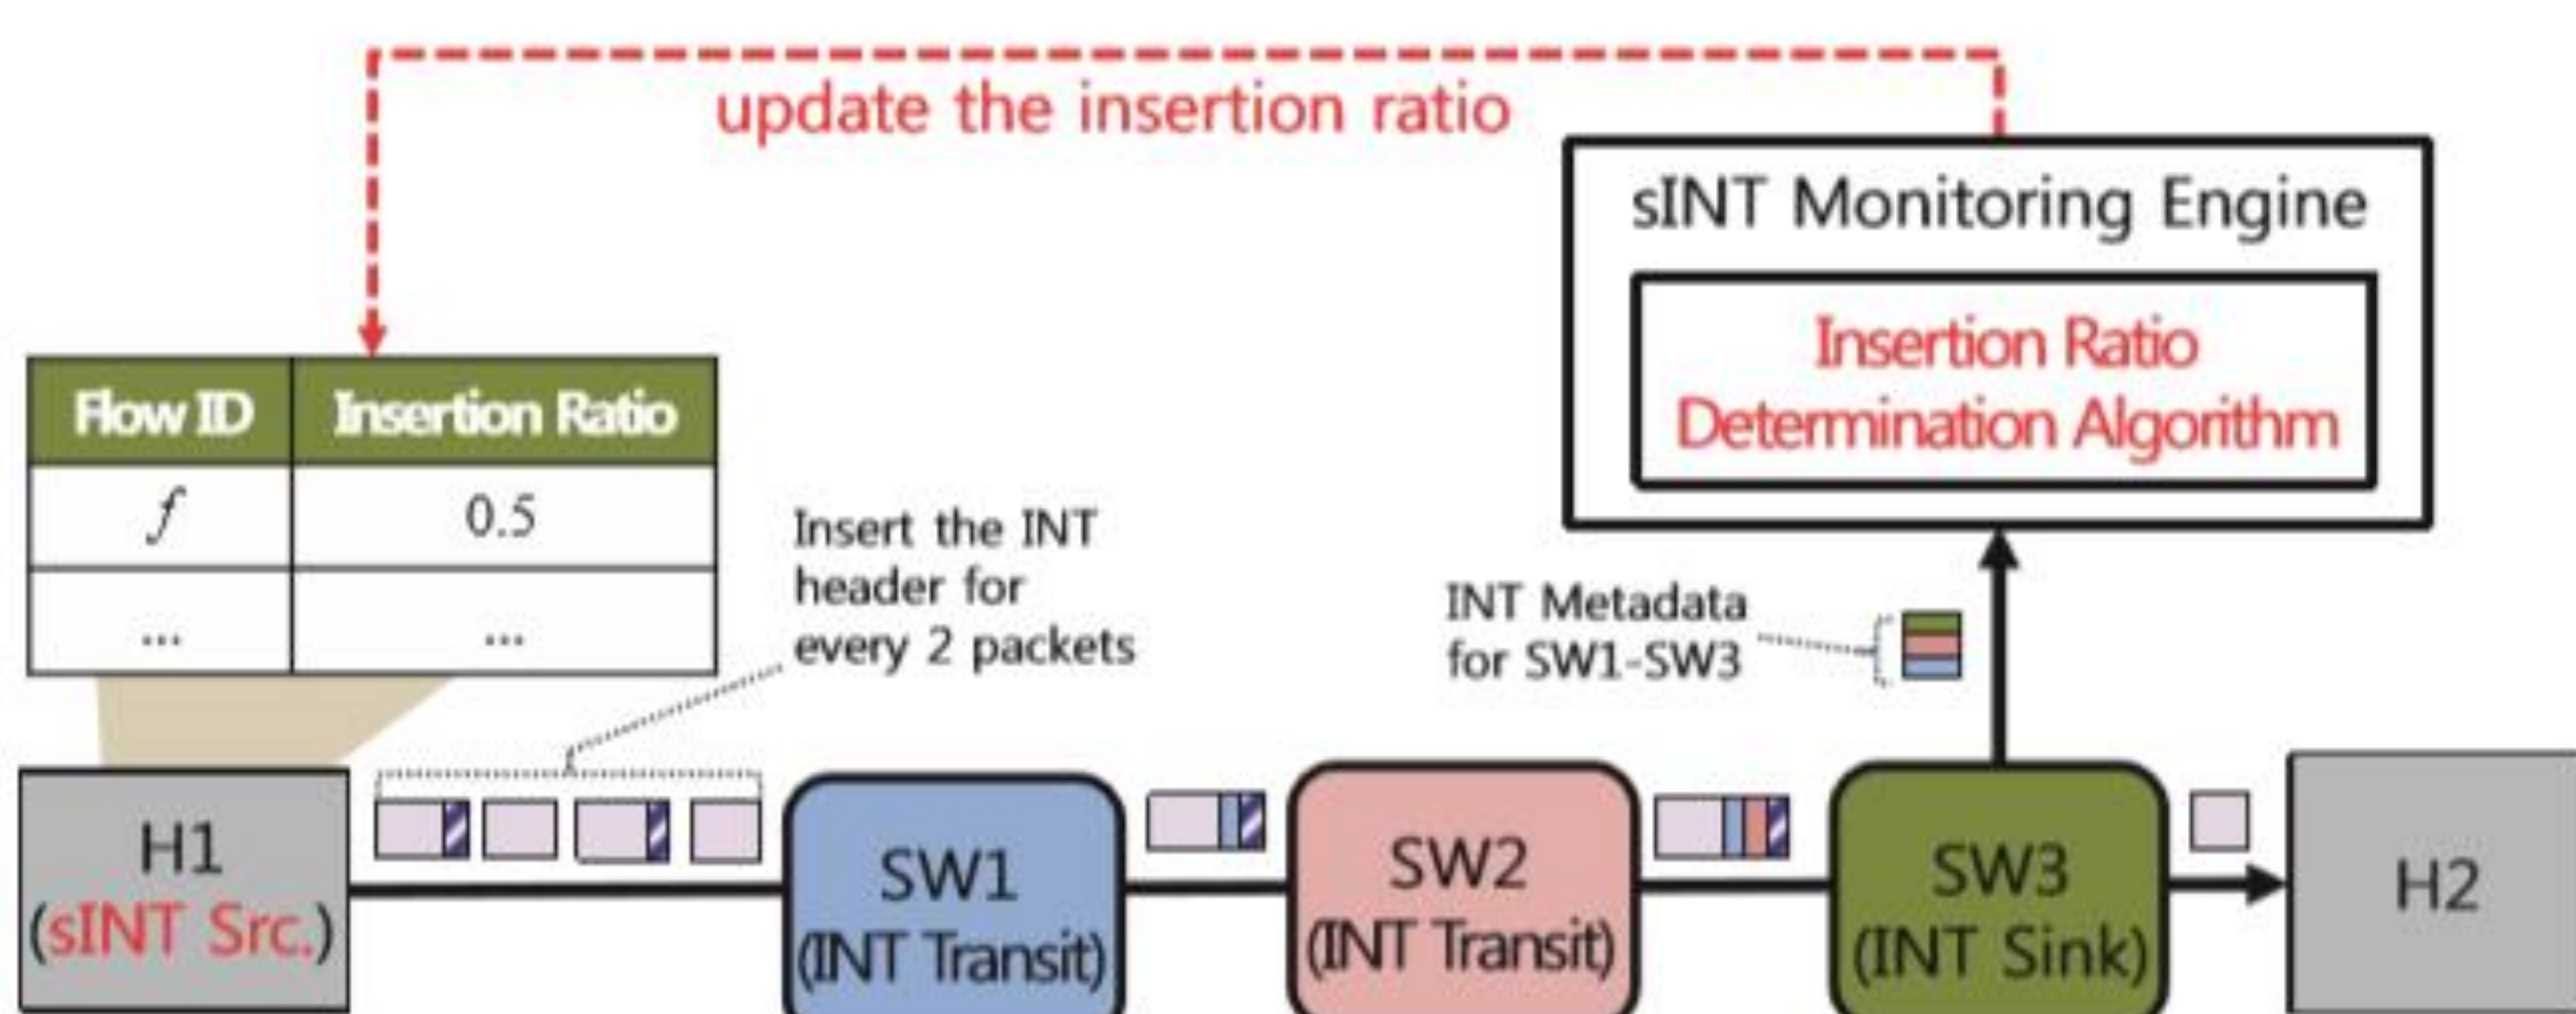 update the insertion ratio
sINT Monitoring Engine
Insertion Ratio
Determination Algorithm
Flow ID
Insertion Ratio
f
0.5
...
...
Insert the INT
header for
every 2 packets
INT Metadata
for SW1-SW3
H1
(sINT Src.)
SW1
(INT Transit)
SW2
(INT Transit)
SW3
(INT Sink)
H2